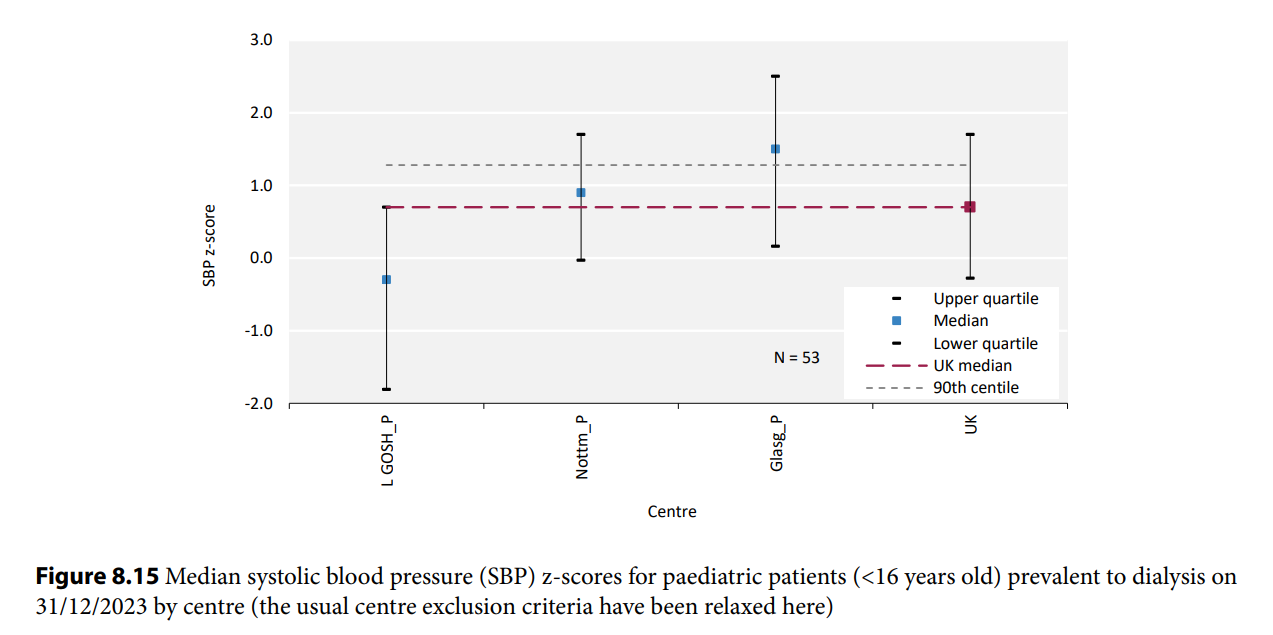 3.0
2.0
1.0
0.0
-1.0
-2.0
SBP z-score
N = 53
Upper quartile
Median
Lower quartile
UK median
90th centile
L GOSH_P
Nottm_P
Glasg_P
UK
Centre
Figure 8.15 Median systolic blood pressure (SBP) z-scores for paediatric patients (<16 years old) prevalent to dialysis on
31/12/2023 by centre (the usual centre exclusion criteria have been relaxed here)